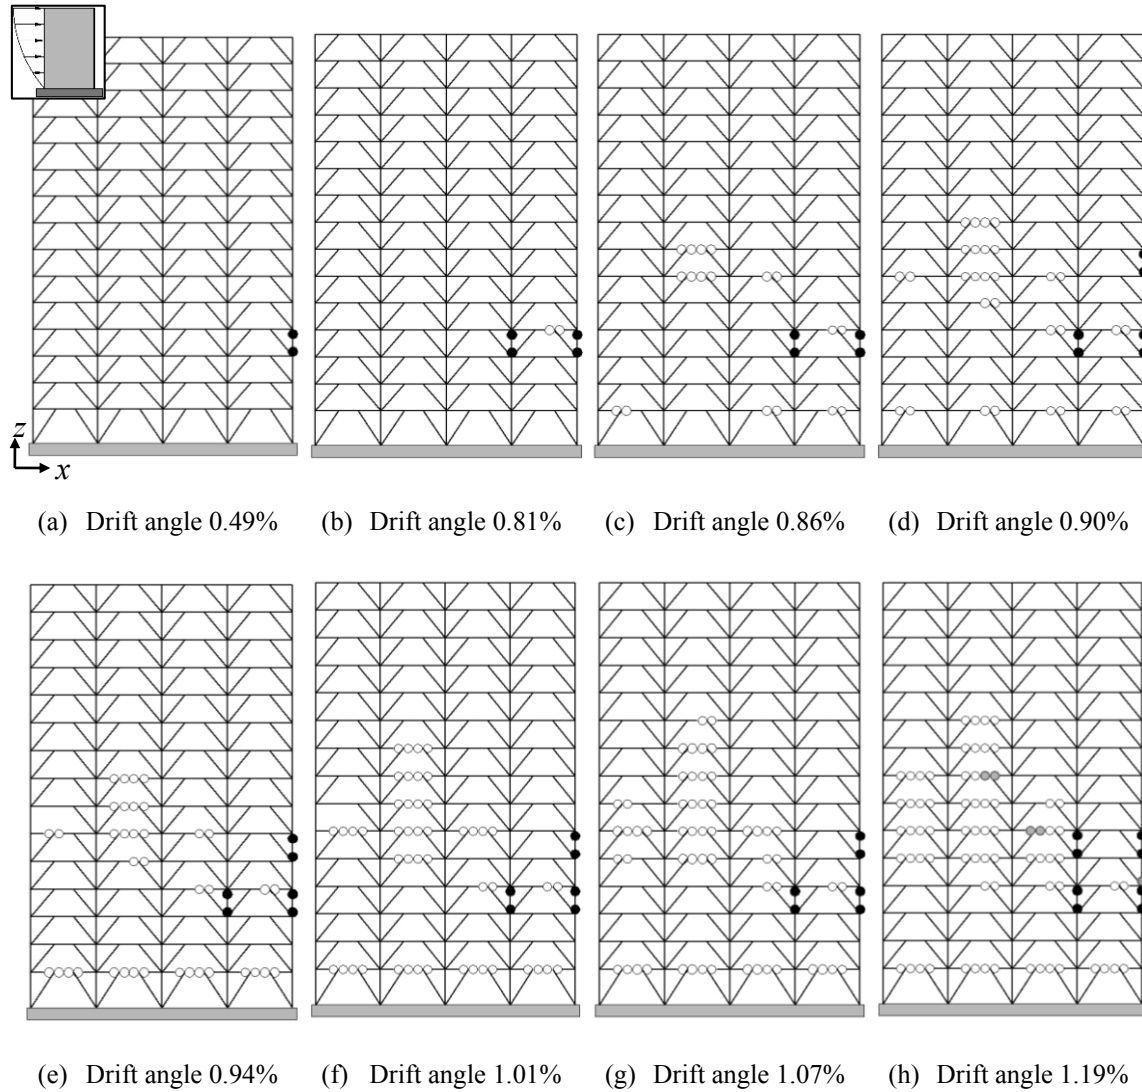 z
x
(a) Drift angle 0.49%
(b) Drift angle 0.81%
(c) Drift angle 0.86%
(d) Drift angle 0.90%
(e) Drift angle 0.94%
(f) Drift angle 1.01%
(g) Drift angle 1.07%
(h) Drift angle 1.19%